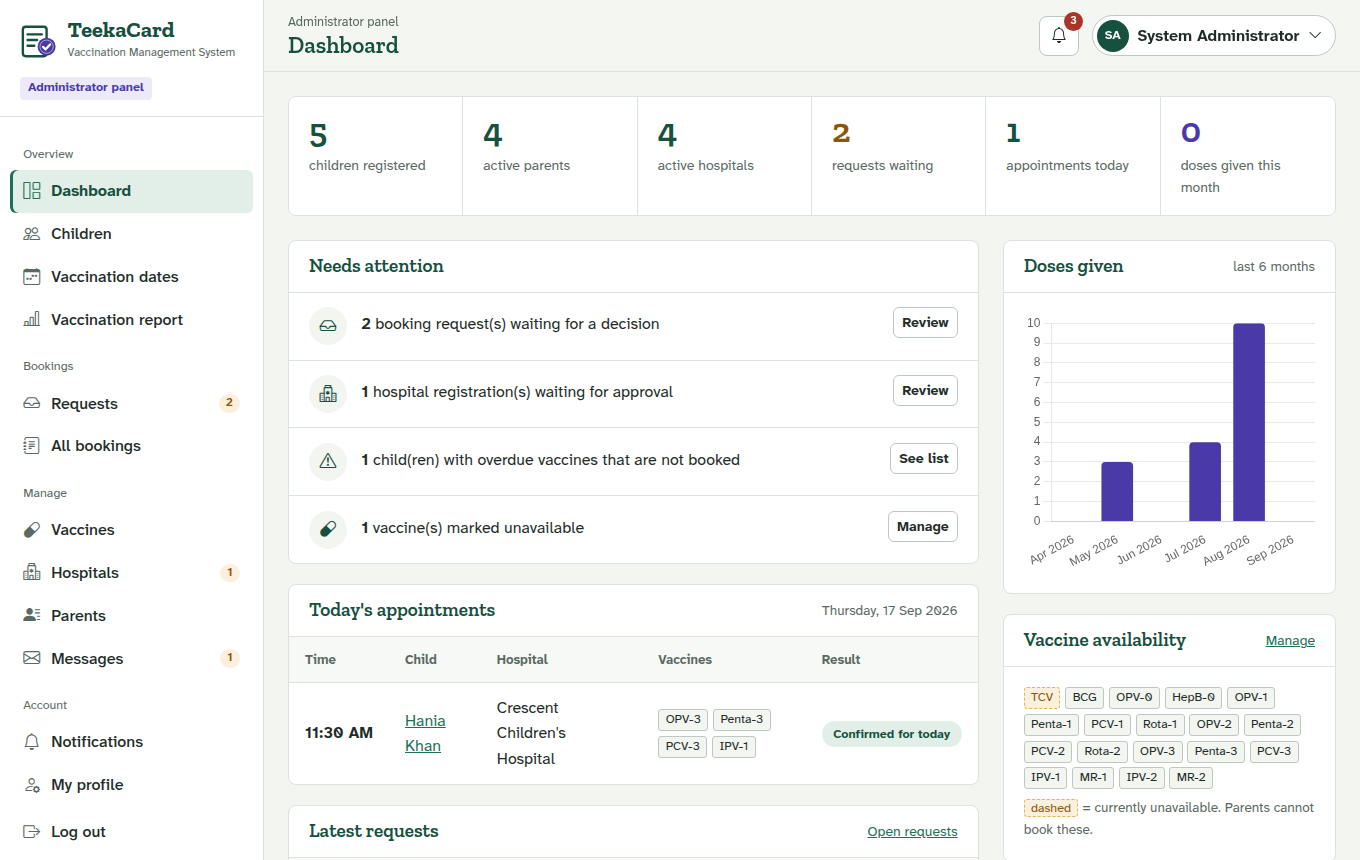 TeekaCard
Vaccination Management System
Administrator panel
Overview
Dashboard
Children
Vaccination dates
Vaccination report
Bookings
Requests 2
All bookings
Manage
Vaccines
Hospitals 1
Parents
Messages 1
Account
Notifications
My profile
Log out
Administrator panel
Dashboard
3
SA System Administrator
5
children registered
4
active parents
4
active hospitals
2
requests waiting
1
appointments today
0
doses given this
month
Needs attention
2 booking request(s) waiting for a decision Review
1 hospital registration(s) waiting for approval Review
1 child(ren) with overdue vaccines that are not booked See list
1 vaccine(s) marked unavailable Manage
Today's appointments Thursday, 17 Sep 2026
Time Child Hospital Vaccines Result
11:30 AM
Hania
Khan
Crescent
Children's
Hospital
OPV-3 Penta-3
PCV-3 IPV-1
Confirmed for today
Latest requests Open requests
Doses given last 6 months
10
9
8
7
6
5
4
3
2
1
0
Apr 2026 May 2026 Jun 2026 Jul 2026 Aug 2026 Sep 2026
Vaccine availability Manage
TCV BCG OPV-0 HepB-0 OPV-1
Penta-1 PCV-1 Rota-1 OPV-2 Penta-2
PCV-2 Rota-2 OPV-3 Penta-3 PCV-3
IPV-1 MR-1 IPV-2 MR-2
dashed = currently unavailable. Parents cannot
book these.